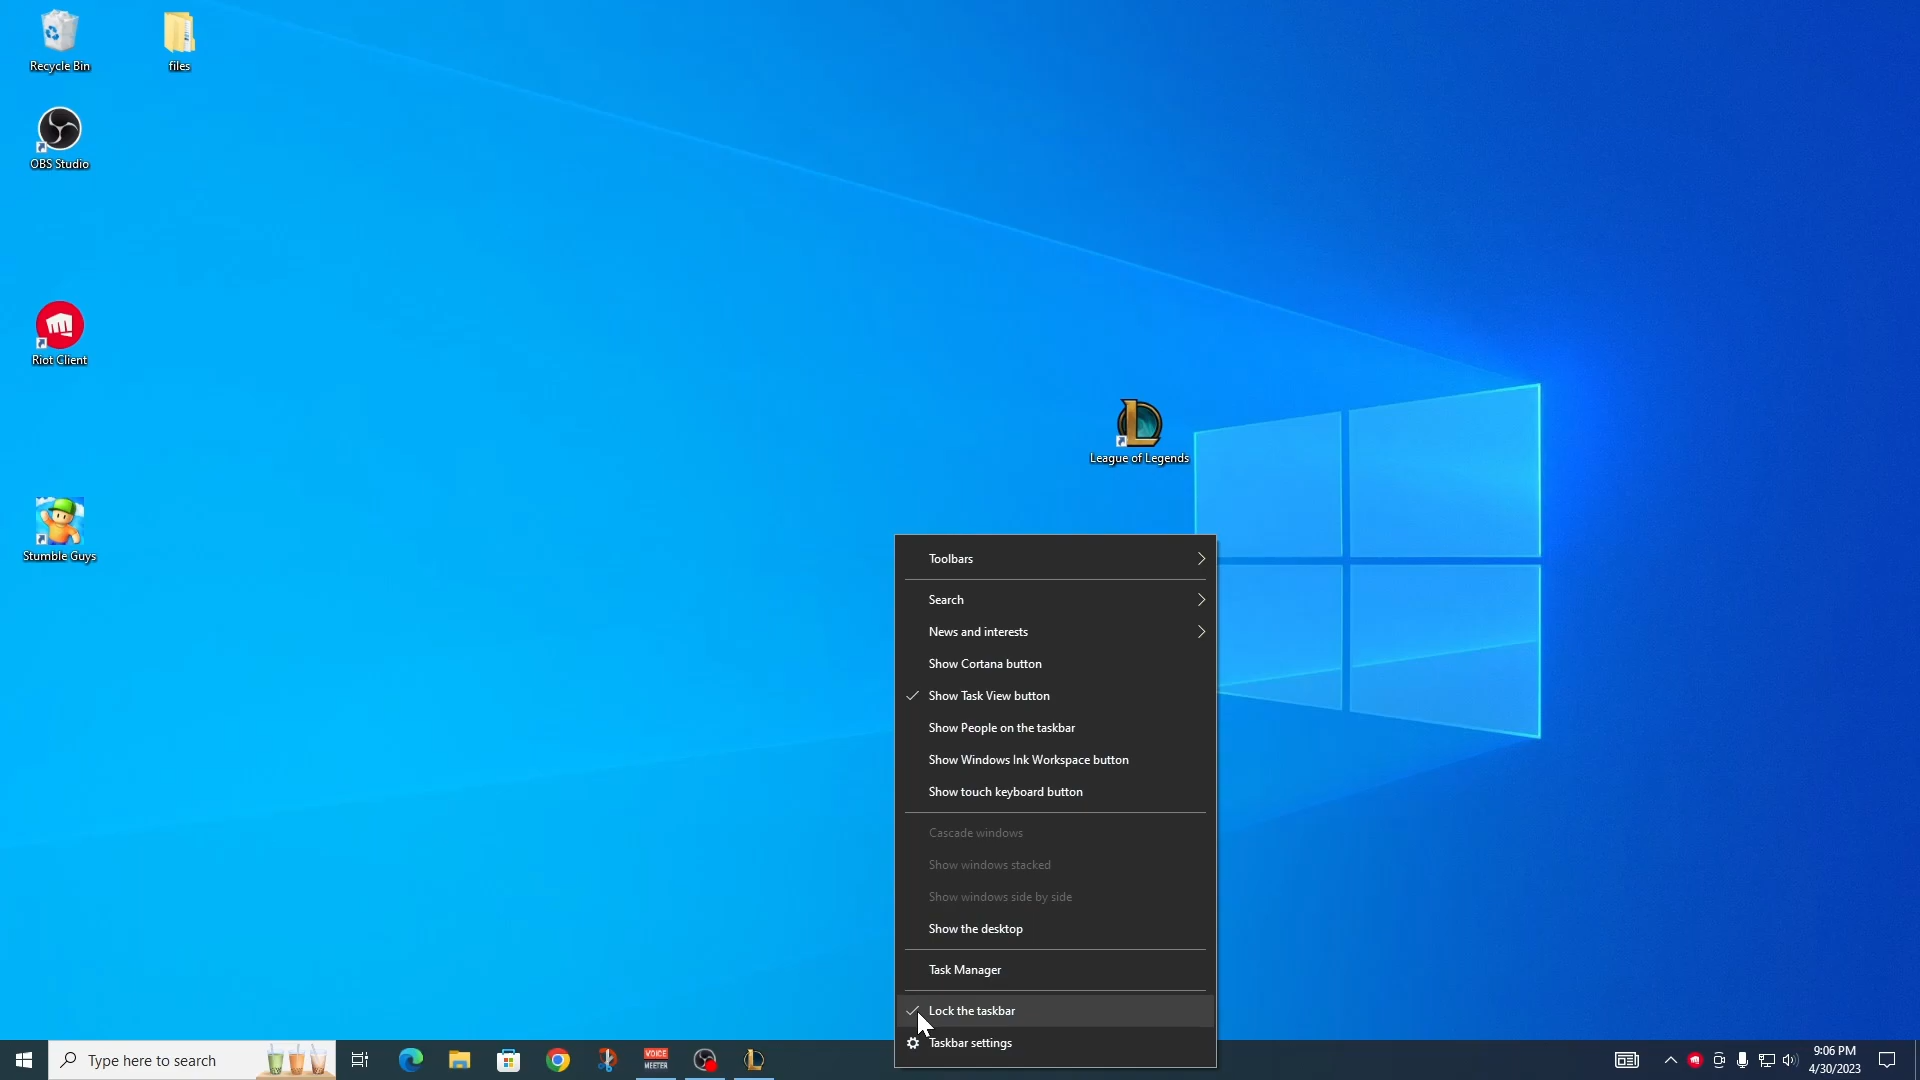 Recycle Bin
files
OBS Studio
Riot Client
League of Legends
Stumble Guys
Toolbars
Search
News and interests
Show Cortana button
Show Task View button
Show People on the taskbar
Show Windows Ink Workspace button
Show touch keyboard button
Cascade windows
Show windows stacked
Show windows side by side
Show the desktop
Task Manager
Lock the taskbar
Taskbar settings
Type here to search
VOICE
MEETER
9:06 PM
4/30/2023